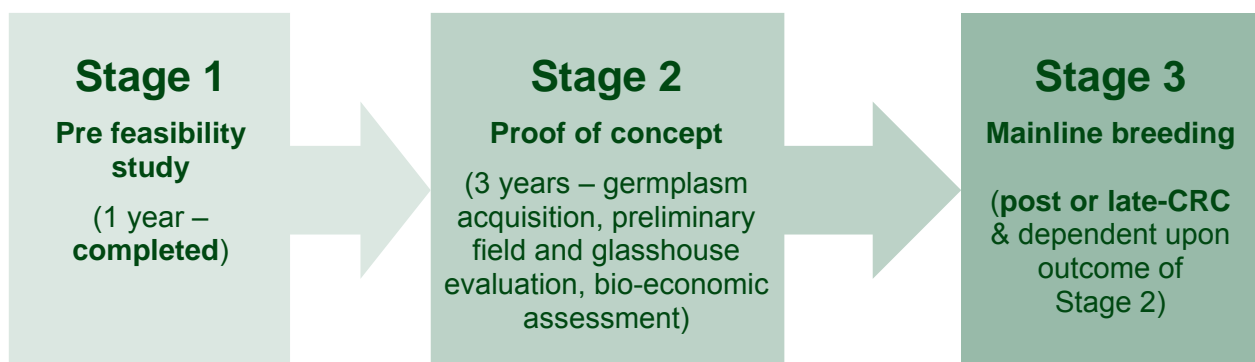 Stage 1
Pre feasibility
study
(1 year –
completed)
Stage 2
Proof of concept
(3 years – germplasm
acquisition, preliminary
field and glasshouse
evaluation, bio-economic
assessment)
Stage 3
Mainline breeding
(post or late-CRC
& dependent upon
outcome of
Stage 2)